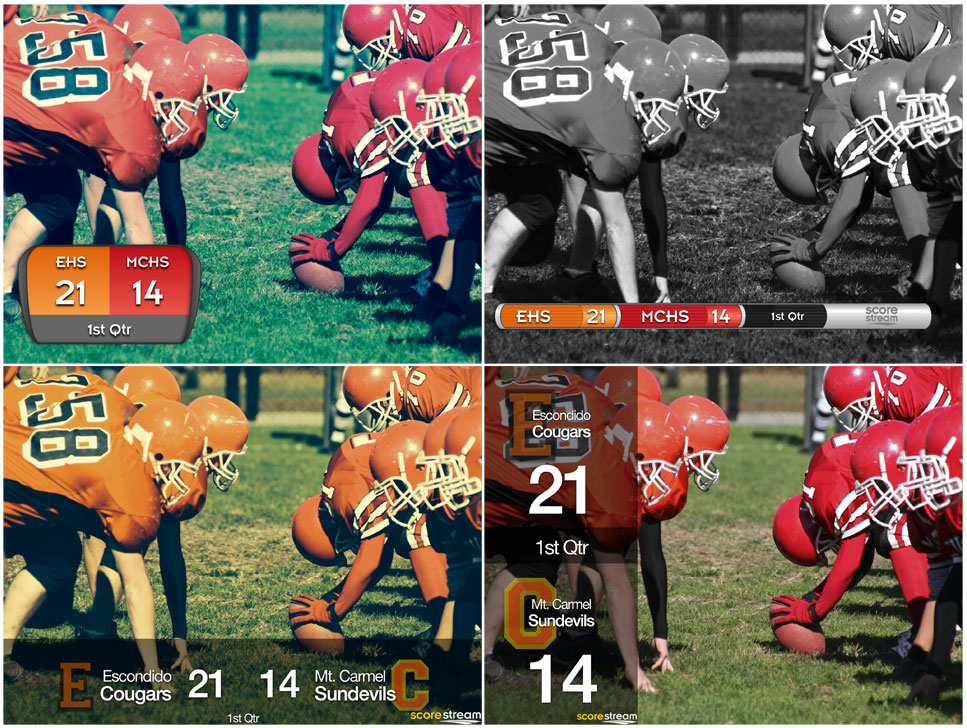 58
EHS
MCHS
21
14
1st Qtr
58
EHS
21
MCHS
14
1st Qtr
score
stream
58
E
Escondido
Cougars
21
14
Mt. Carmel
Sundevils
C
1st Qtr
scorestream
E
Escondido
Cougars
21
1st Qtr
C
Mt. Carmel
Sundevils
14
scorestream